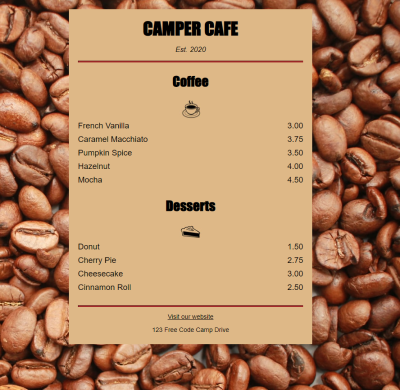 CAMPER CAFE
Est. 2020
Coffee
French Vanilla 3.00
Caramel Macchiato 3.75
Pumpkin Spice 3.50
Hazelnut 4.00
Mocha 4.50
Desserts
Donut 1.50
Cherry Pie 2.75
Cheesecake 3.00
Cinnamon Roll 2.50
Visit our website
123 Free Code Camp Drive